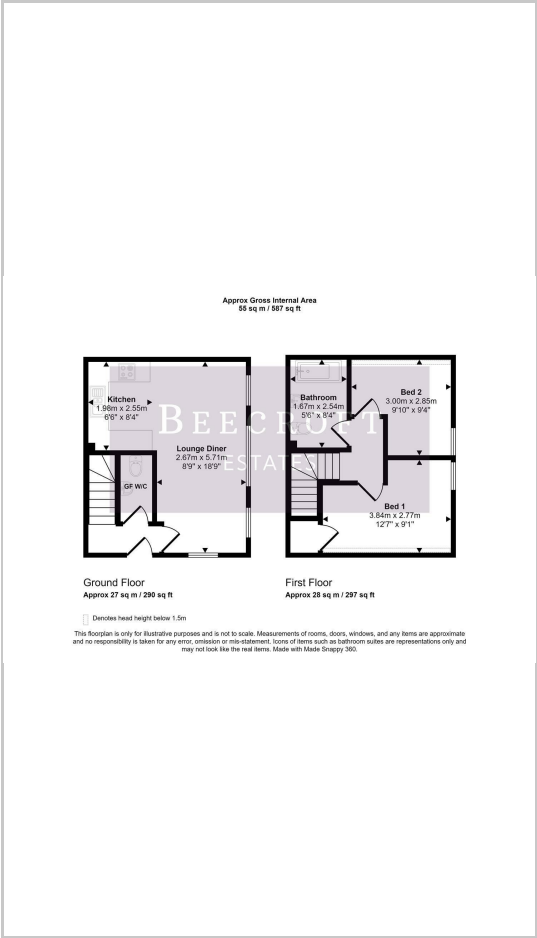 Approx Gross Internal Area
55 sq m / 587 sq ft
Kitchen
1.98m x 2.55m
6'6" x 8'4"
Lounge Diner
2.67m x 5.71m
8'9" x 18'9"
GF W/C
Bathroom
1.67m x 2.54m
5'6" x 8'4"
Bed 2
3.00m x 2.85m
9'10" x 9'4"
Bed 1
3.84m x 2.77m
12'7" x 9'1"
BEECROFT
ESTATES
Ground Floor
Approx 27 sq m / 290 sq ft
First Floor
Approx 28 sq m / 297 sq ft
Denotes head height below 1.5m
This floorplan is only for illustrative purposes and is not to scale. Measurements of rooms, doors, windows, and any items are approximate
and no responsibility is taken for any error, omission or mis-statement. Icons of items such as bathroom suites are representations only and
may not look like the real items. Made with Made Snappy 360.